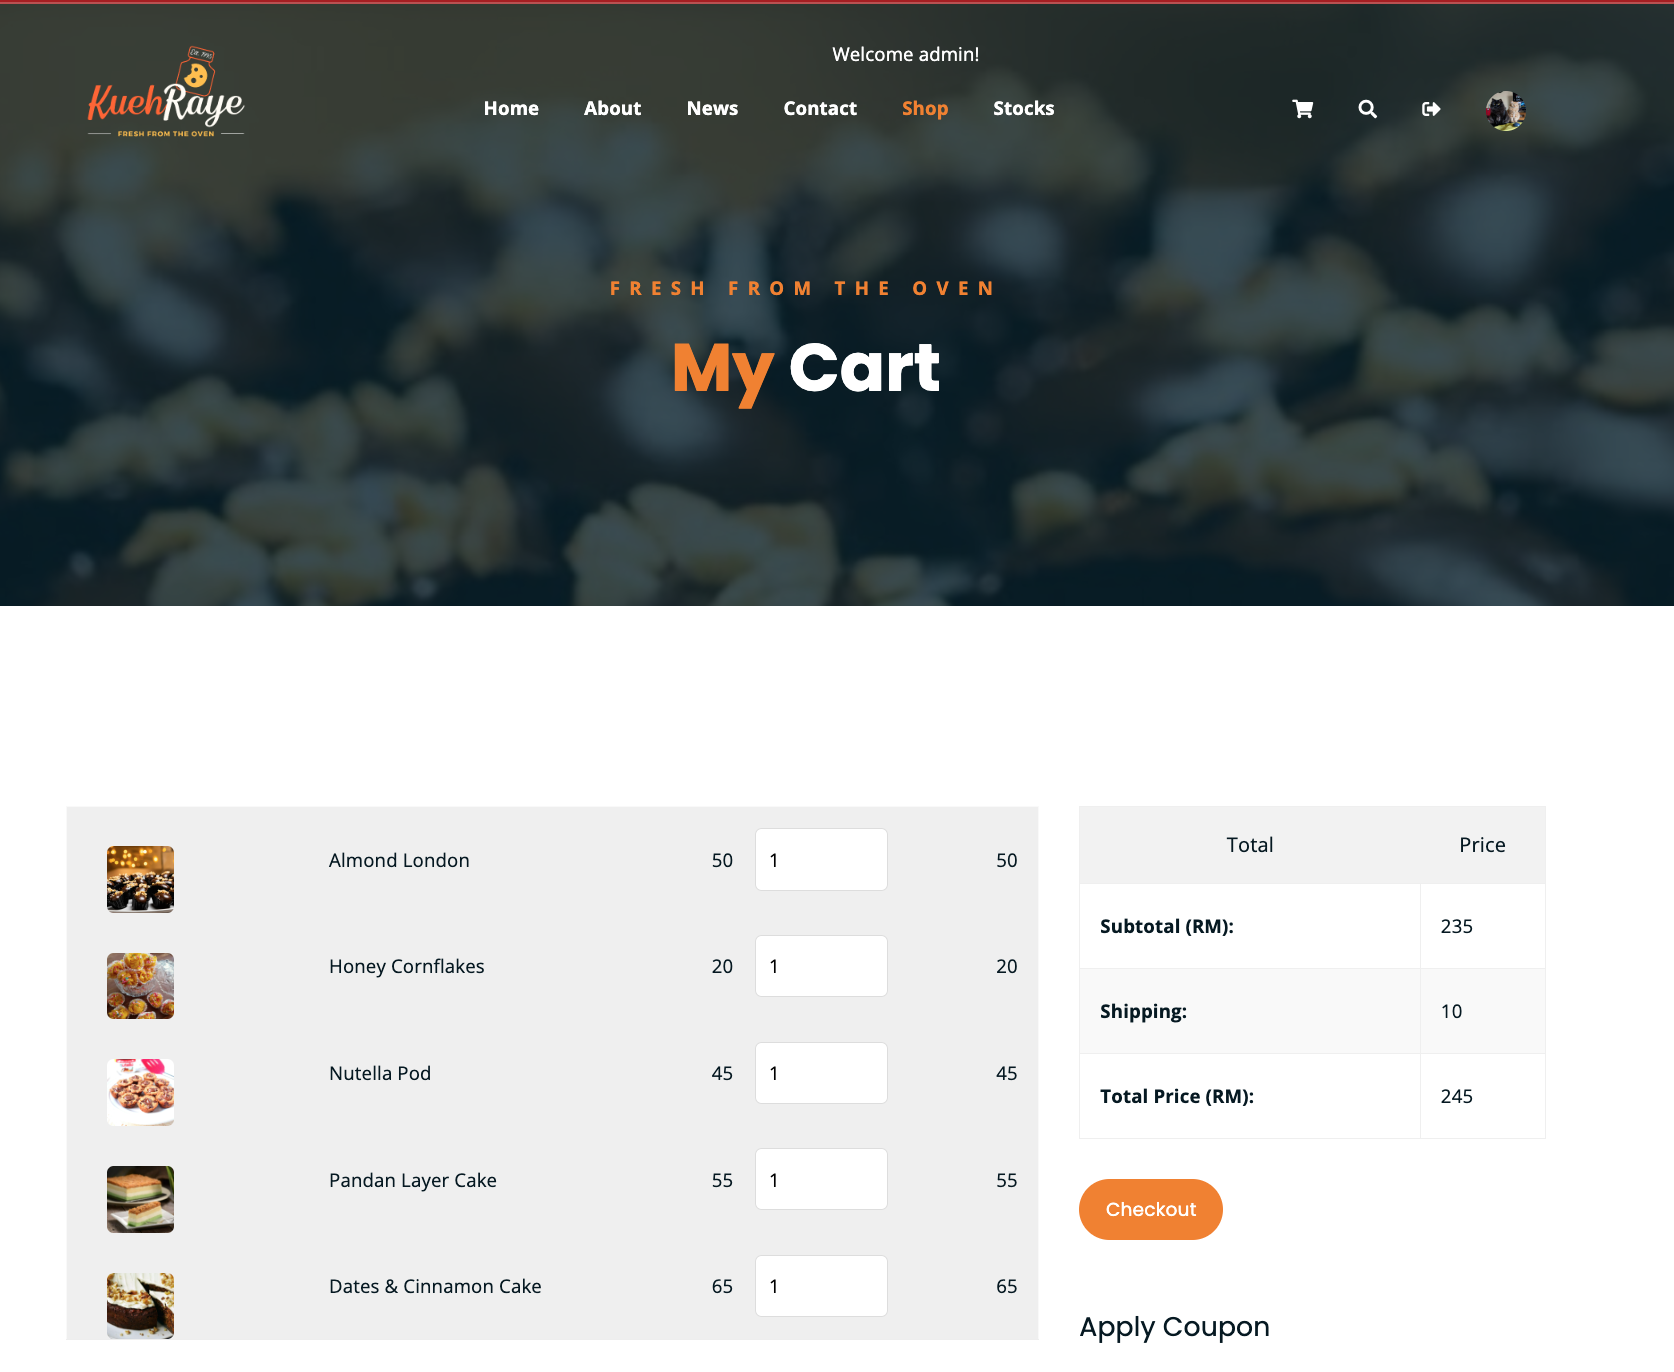 Welcome admin!
Est. 1995
KuehRaye
FRESH FROM THE OVEN
Home About News Contact Shop Stocks
FRESH FROM THE OVEN
My Cart
Almond London 50 1 50
Honey Cornflakes 20 1 20
Nutella Pod 45 1 45
Pandan Layer Cake 55 1 55
Dates & Cinnamon Cake 65 1 65
Total Price
Subtotal (RM): 235
Shipping: 10
Total Price (RM): 245
Checkout
Apply Coupon